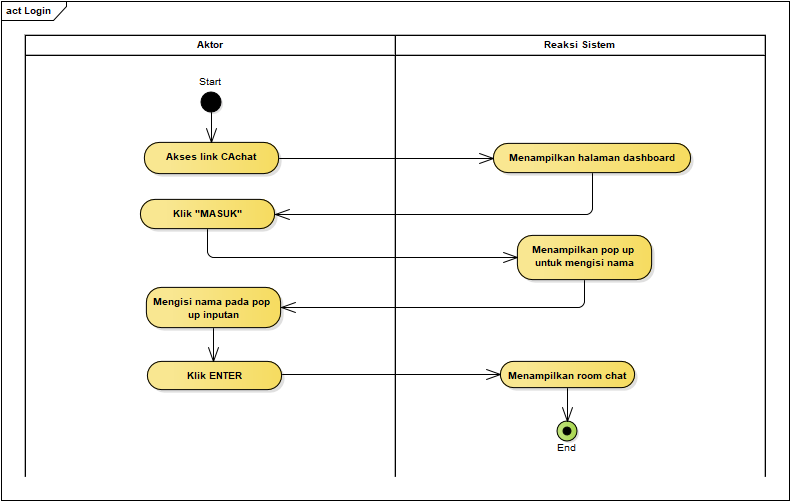 act Login
Aktor
Reaksi Sistem
Start
Akses link CAchat
Menampilkan halaman dashboard
Klik "MASUK"
Menampilkan pop up
untuk mengisi nama
Mengisi nama pada pop
up inputan
Klik ENTER
Menampilkan room chat
End